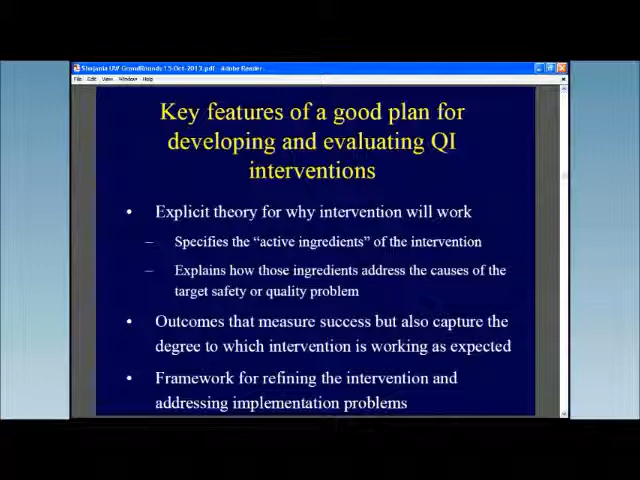 Shojania UW GrandRounds 15-Oct-2013.pdf - Adobe Reader
File Edit View Window Help
Key features of a good plan for
developing and evaluating QI
interventions
• Explicit theory for why intervention will work
– Specifies the “active ingredients” of the intervention
– Explains how those ingredients address the causes of the
target safety or quality problem
• Outcomes that measure success but also capture the
degree to which intervention is working as expected
• Framework for refining the intervention and
addressing implementation problems